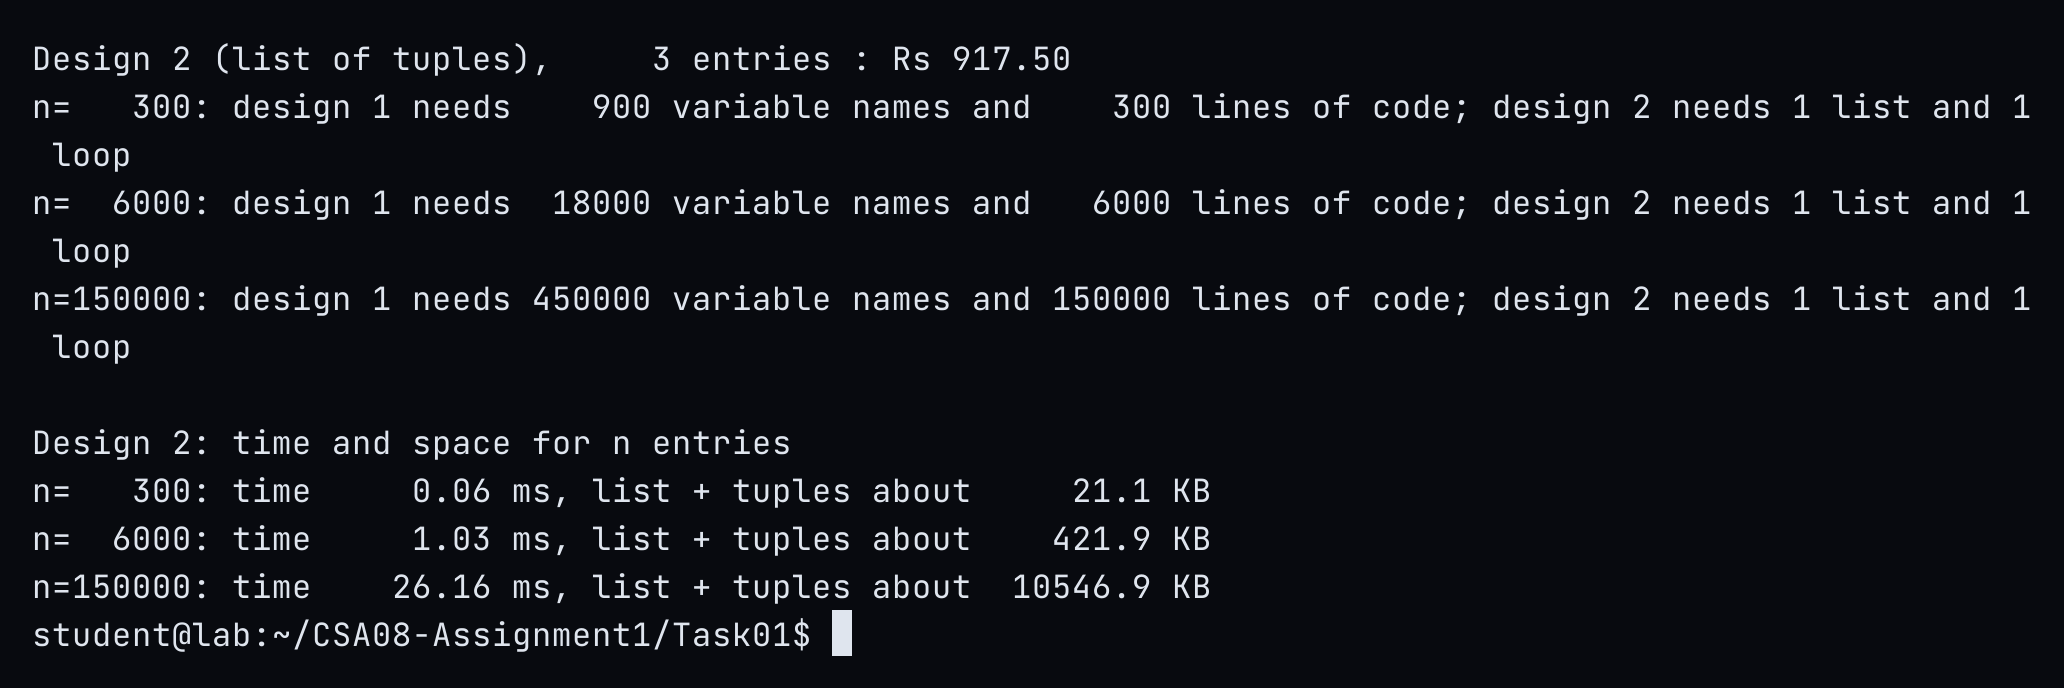 Design 2 (list of tuples),     3 entries : Rs 917.50
n=   300: design 1 needs    900 variable names and    300 lines of code; design 2 needs 1 list and 1
 loop
n=  6000: design 1 needs  18000 variable names and   6000 lines of code; design 2 needs 1 list and 1
 loop
n=150000: design 1 needs 450000 variable names and 150000 lines of code; design 2 needs 1 list and 1
 loop

Design 2: time and space for n entries
n=   300: time     0.06 ms, list + tuples about     21.1 KB
n=  6000: time     1.03 ms, list + tuples about    421.9 KB
n=150000: time    26.16 ms, list + tuples about  10546.9 KB
student@lab:~/CSA08-Assignment1/Task01$